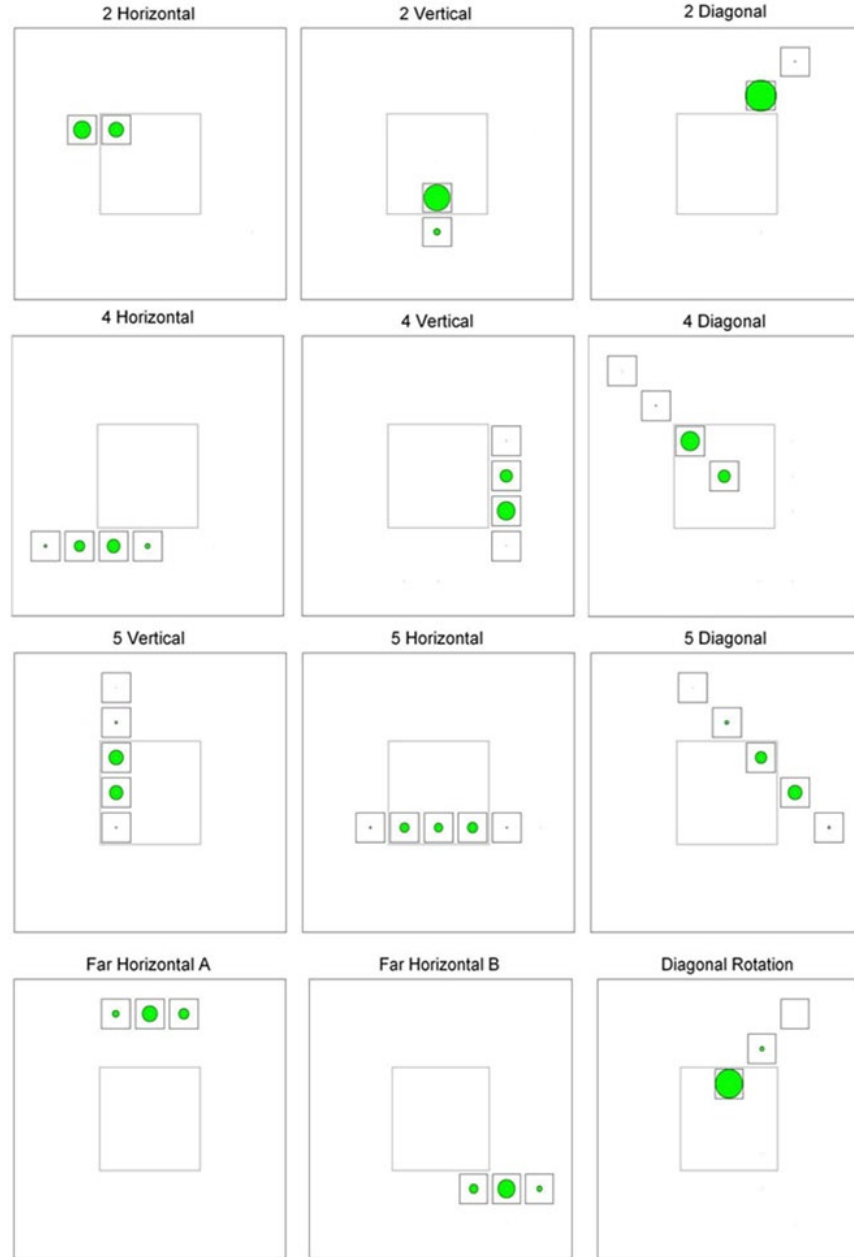 2 Horizontal
2 Vertical
2 Diagonal
4 Horizontal
4 Vertical
4 Diagonal
5 Vertical
5 Horizontal
5 Diagonal
Far Horizontal A
Far Horizontal B
Diagonal Rotation